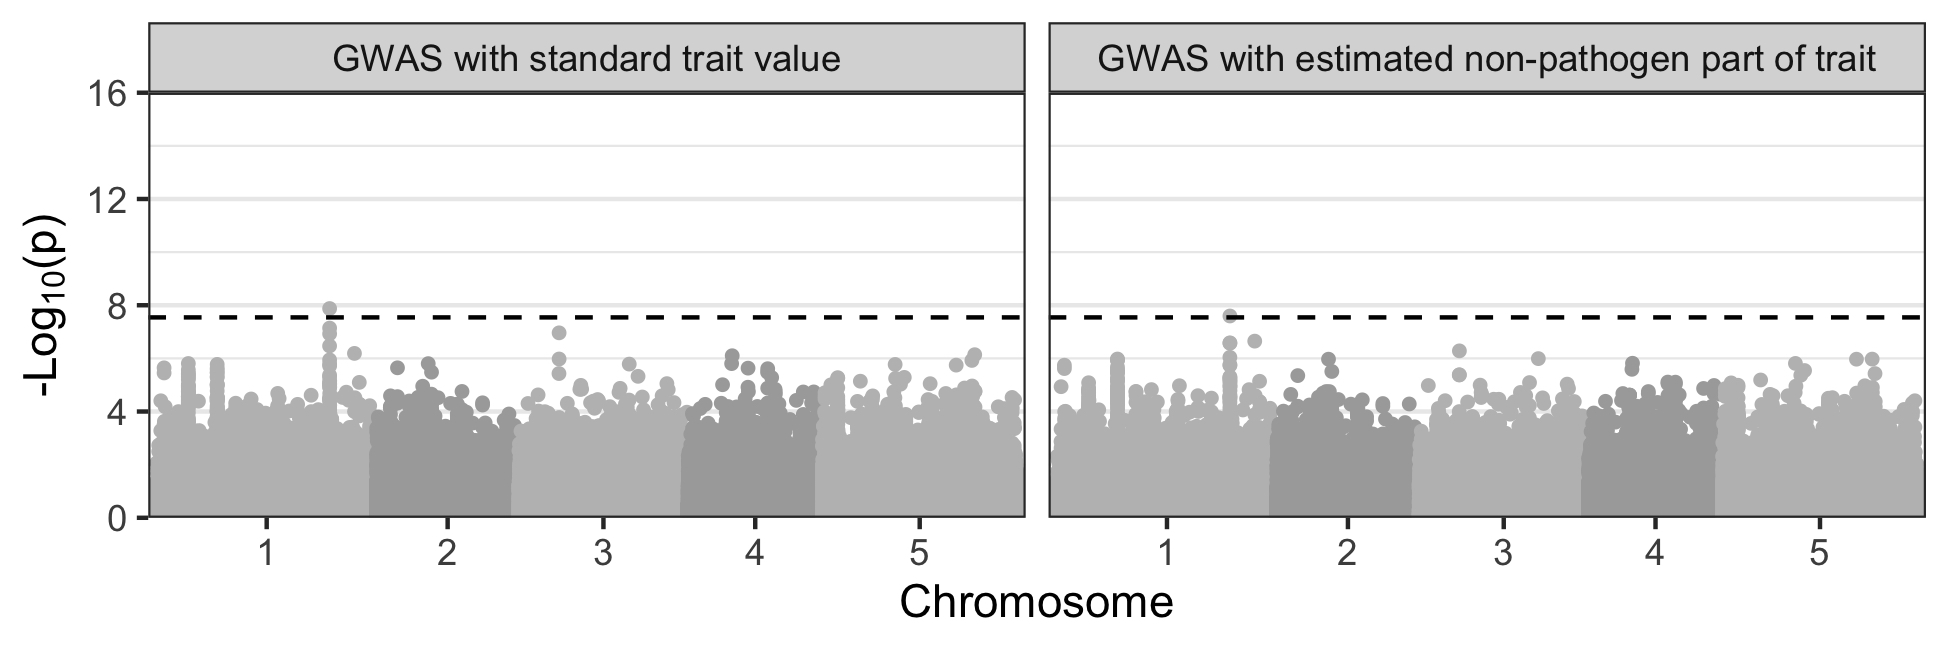 GWAS with standard trait value
GWAS with estimated non-pathogen part of trait
-Log10(p)
16
12
8
4
0
1 2 3 4 5
1 2 3 4 5
Chromosome